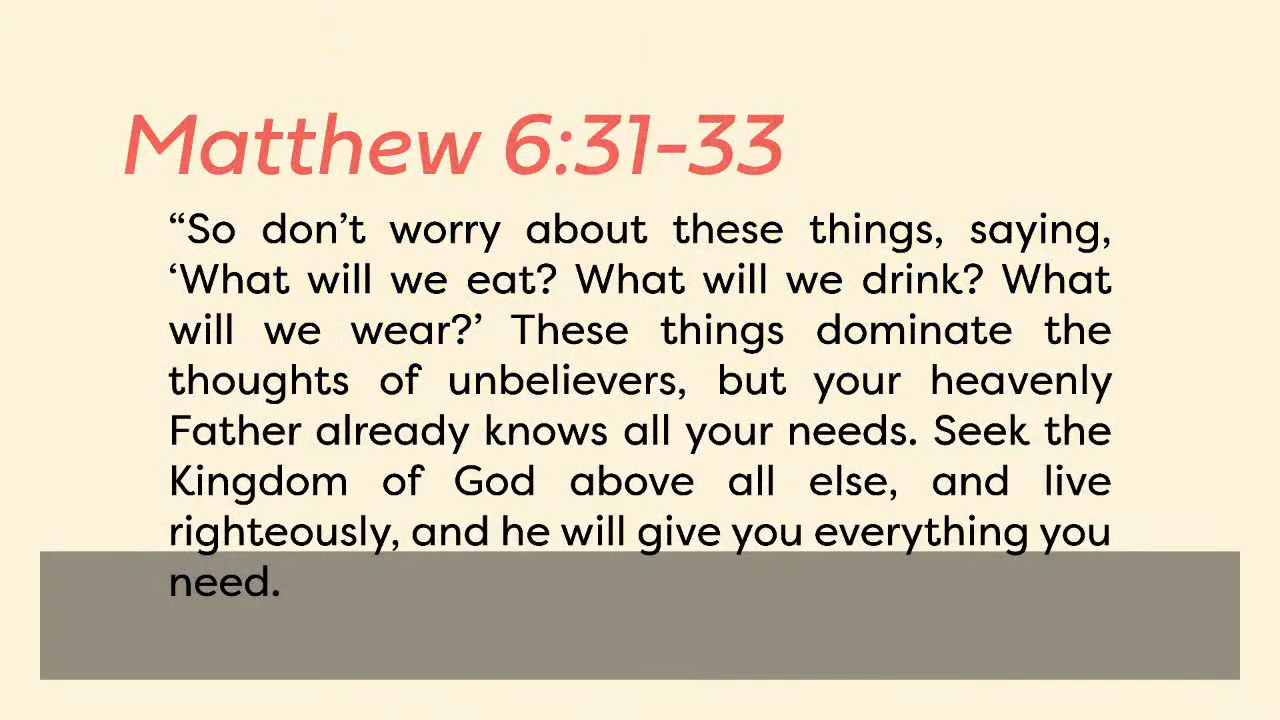 Matthew 6:31-33
“So don’t worry about these things, saying,
‘What will we eat? What will we drink? What
will we wear?’ These things dominate the
thoughts of unbelievers, but your heavenly
Father already knows all your needs. Seek the
Kingdom of God above all else, and live
righteously, and he will give you everything you
need.